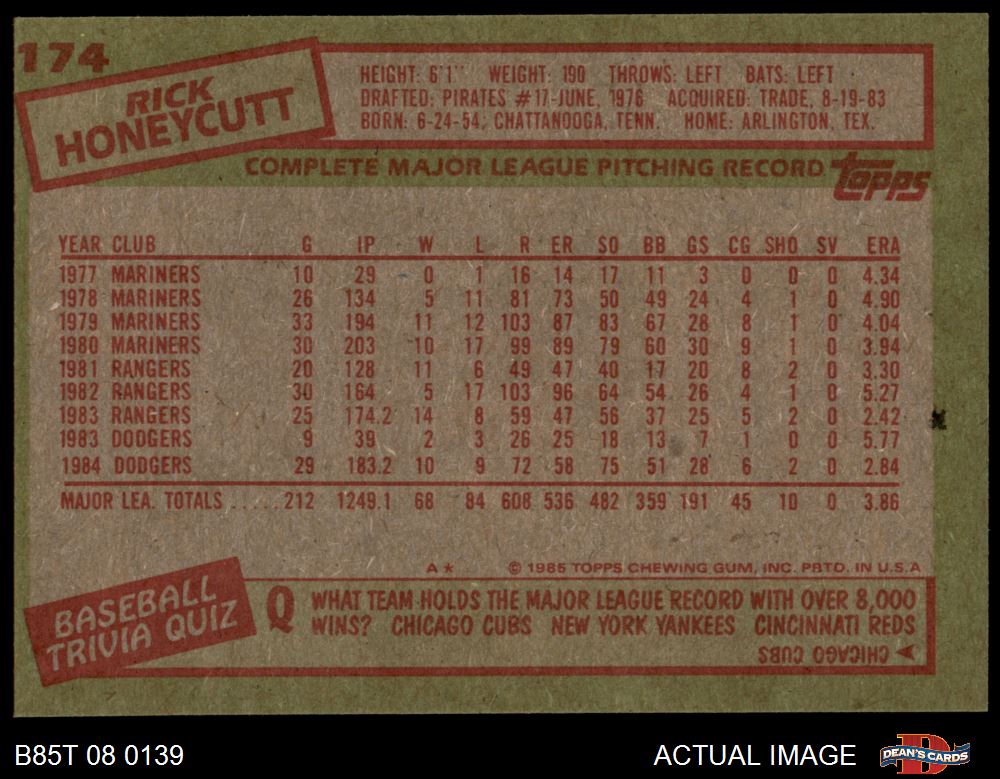 174
RICK
HONEYCUTT
HEIGHT: 6'1" WEIGHT: 190 THROWS: LEFT BATS: LEFT
DRAFTED: PIRATES #17-JUNE, 1976 ACQUIRED: TRADE, 8-19-83
BORN: 6-24-54, CHATTANOOGA, TENN. HOME: ARLINGTON, TEX.
COMPLETE MAJOR LEAGUE PITCHING RECORD topps
YEAR CLUB G IP W L R ER SO BB GS CG SHO SV ERA
1977 MARINERS 10 29 0 1 16 14 17 11 3 0 0 0 4.34
1978 MARINERS 26 134 5 11 81 73 50 49 24 4 1 0 4.90
1979 MARINERS 33 194 11 12 103 87 83 67 28 8 1 0 4.04
1980 MARINERS 30 203 10 17 99 89 79 60 30 9 1 0 3.94
1981 RANGERS 20 128 11 6 49 47 40 17 20 8 2 0 3.30
1982 RANGERS 30 164 5 17 103 96 64 54 26 4 1 0 5.27
1983 RANGERS 25 174.2 14 8 59 47 56 37 25 5 2 0 2.42
1983 DODGERS 9 39 2 3 26 25 18 13 7 1 0 0 5.77
1984 DODGERS 29 183.2 10 9 72 58 75 51 28 6 2 0 2.84
MAJOR LEA. TOTALS .....212 1249.1 68 84 608 536 482 359 191 45 10 0 3.86
A* © 1985 TOPPS CHEWING GUM, INC. PRTD. IN U.S.A
BASEBALL
TRIVIA QUIZ
Q WHAT TEAM HOLDS THE MAJOR LEAGUE RECORD WITH OVER 8,000
WINS? CHICAGO CUBS NEW YORK YANKEES CINCINNATI REDS
A CHICAGO CUBS
B85T 08 0139 ACTUAL IMAGE DEAN'S CARDS